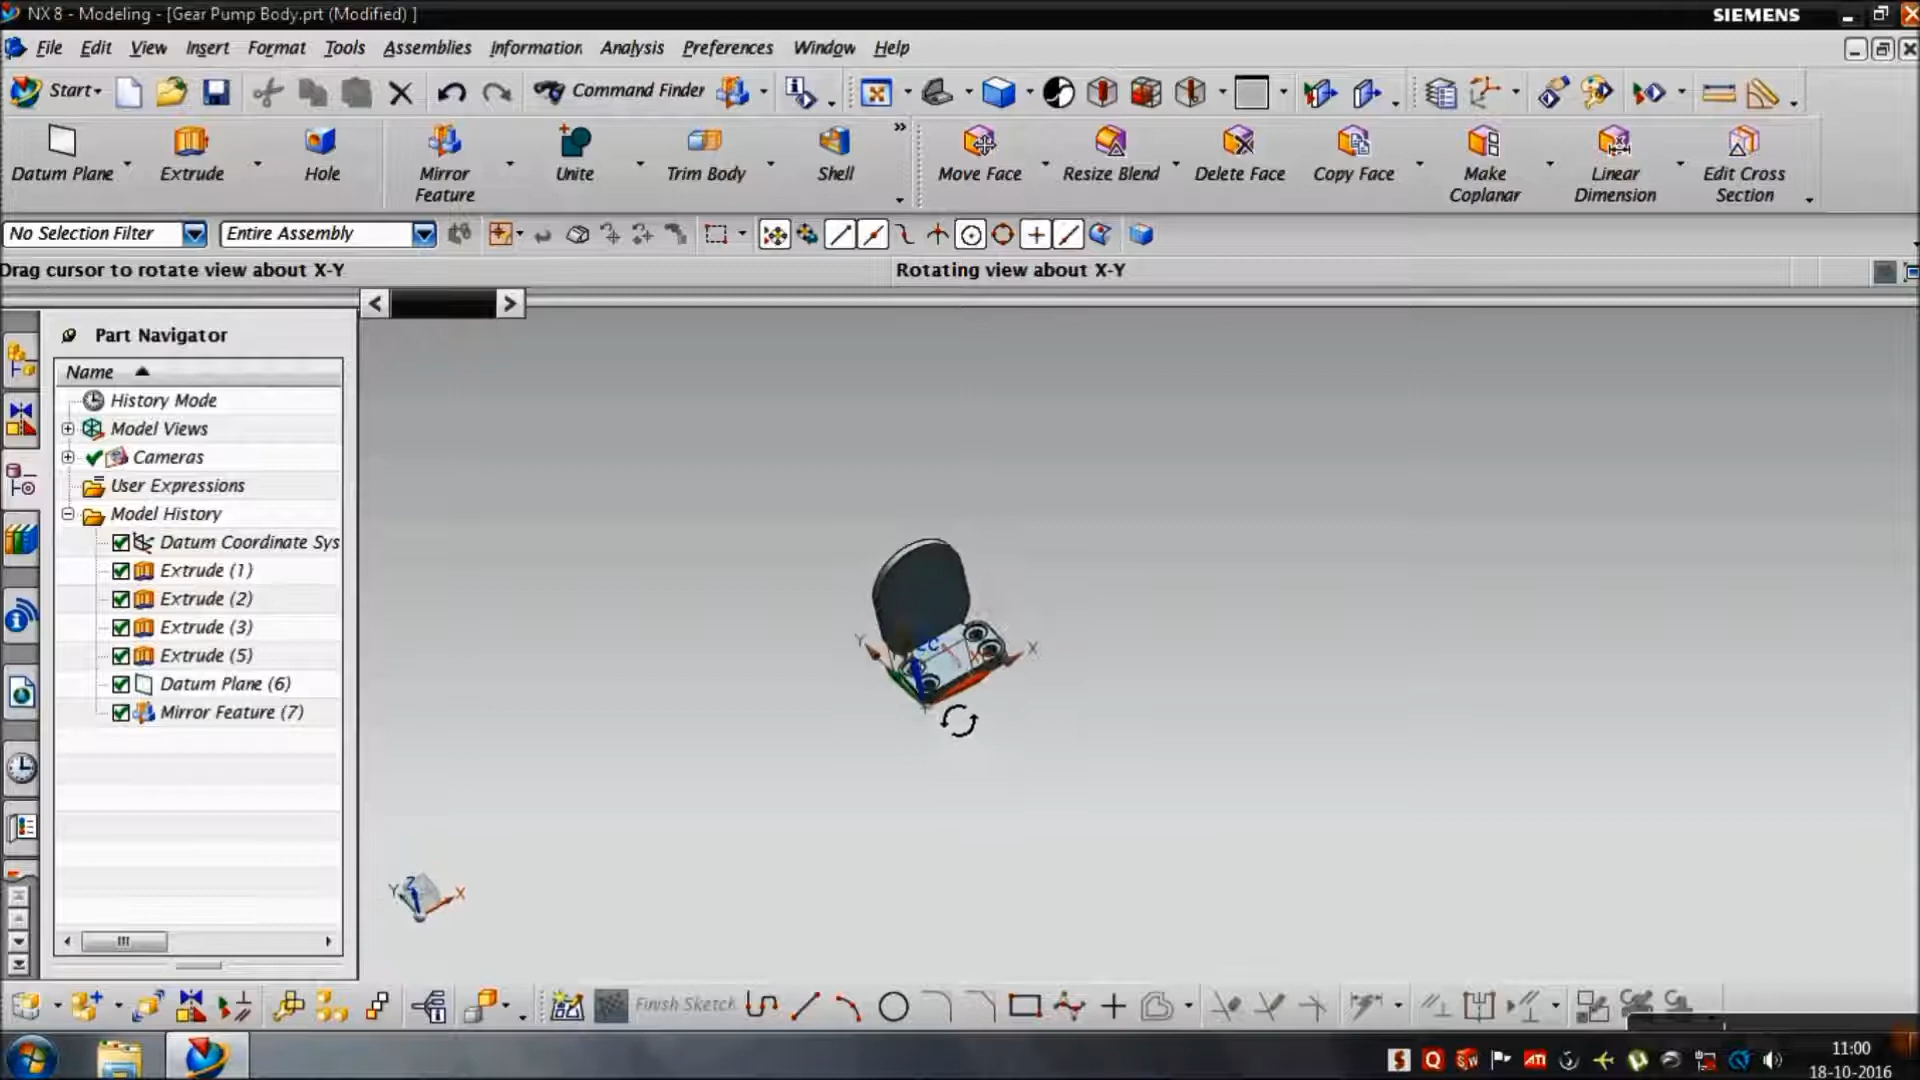 NX 8 - Modeling - [Gear Pump Body.prt (Modified) ]
SIEMENS
File Edit View Insert Format Tools Assemblies Information Analysis Preferences Window Help
Start Command Finder
Datum Plane Extrude Hole Mirror Feature Unite Trim Body Shell Move Face Resize Blend Delete Face Copy Face Make Coplanar Linear Dimension Edit Cross Section
No Selection Filter Entire Assembly
Drag cursor to rotate view about X-Y
Rotating view about X-Y
Part Navigator
Name
History Mode
Model Views
Cameras
User Expressions
Model History
Datum Coordinate Sys
Extrude (1)
Extrude (2)
Extrude (3)
Extrude (5)
Datum Plane (6)
Mirror Feature (7)
Y
X
Y Z X
Finish Sketch
11:00
18-10-2016